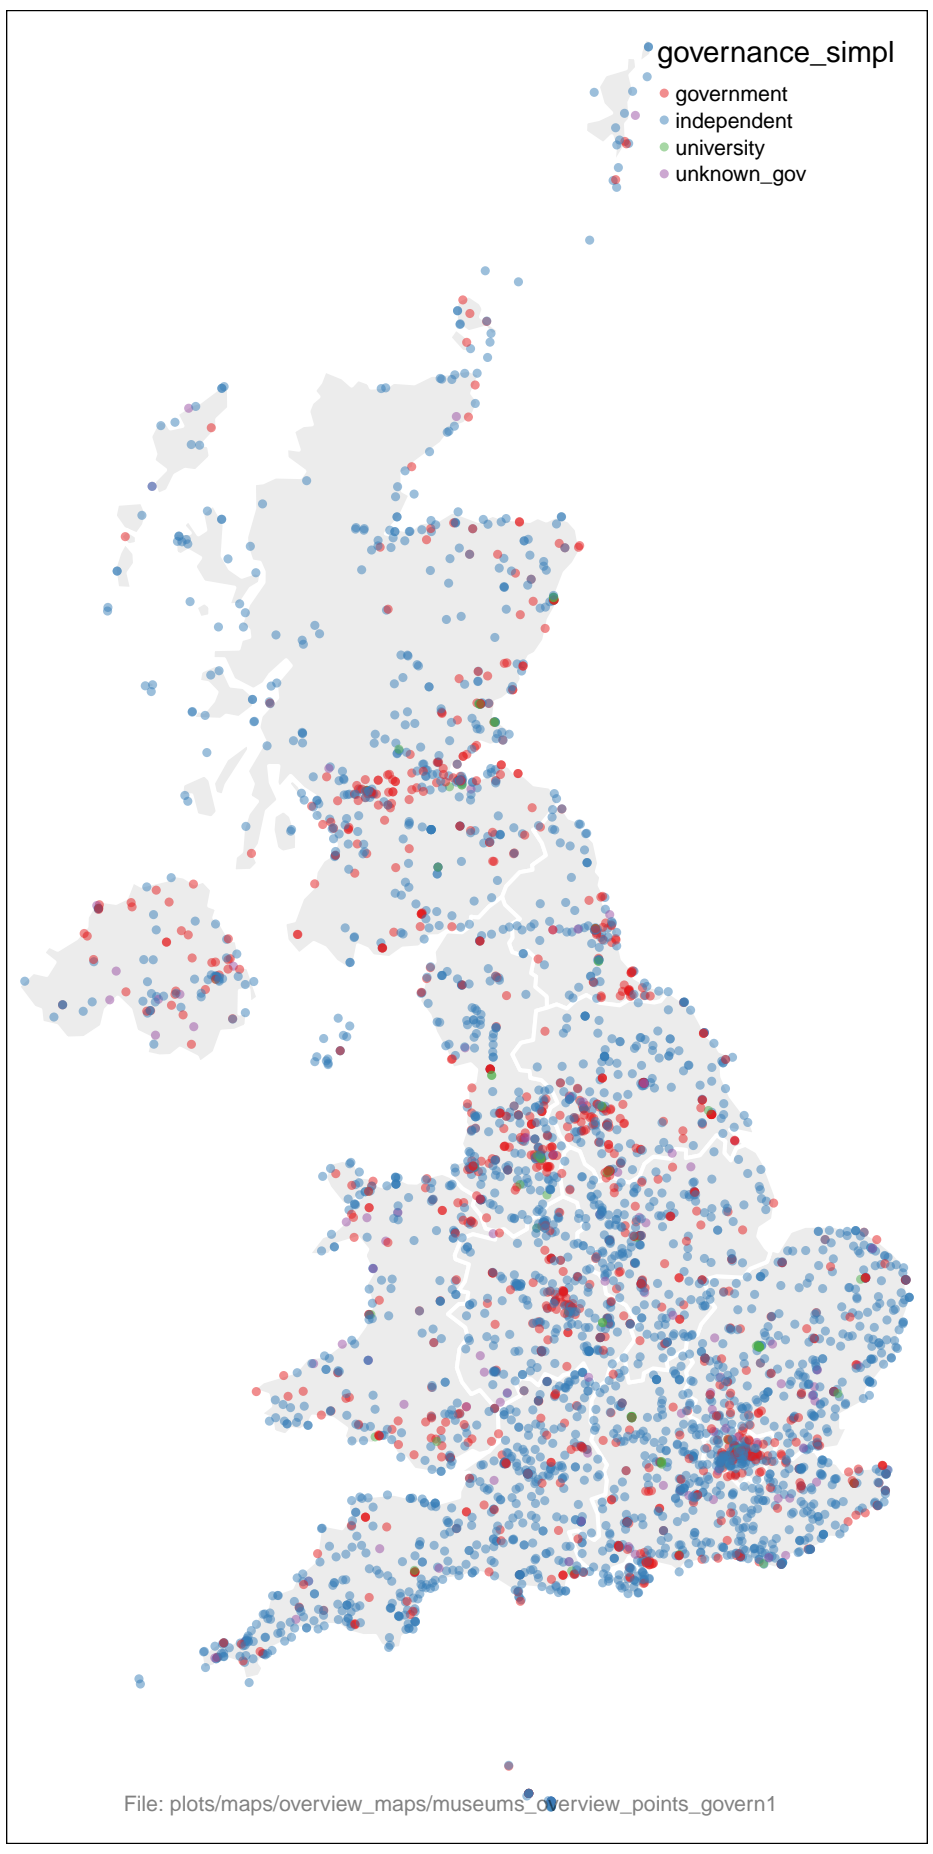 governance_simpl
government
independent
university
unknown_gov
File: plots/maps/overview_maps/museums_overview_points_govern1